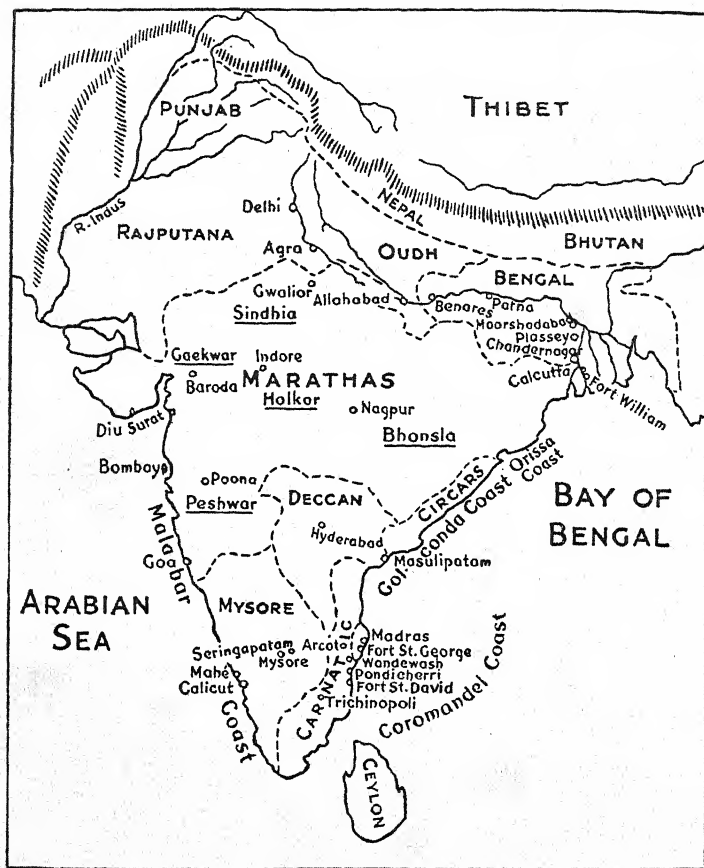 THIBET
PUNJAB
NEPAL
R. Indus
Delhi
RAJPUTANA
OUDH
BHUTAN
Agra
BENGAL
Gwalior
Allahabad
Benares
Patna
Sindhia
Moorshadabad
Plassey
Chandernagor
Gaekwar
Indore
Baroda
MARATHAS
Calcutta
Fort William
Holkor
Nagpur
Diu
Surat
Bhonsla
Bombay
Poona
Peshwar
DECCAN
CIRCARS
Orissa
Coast
BAY OF
BENGAL
Hyderabad
Golconda Coast
Masulipatam
Malabar
Coast
Goa
ARABIAN
SEA
MYSORE
CARNATIC
Seringapatam
Mysore
Arcot
Madras
Fort St. George
Wandewash
Pondicherri
Fort St. David
Trichinopoli
Mahé
Calicut
Coromandel Coast
CEYLON